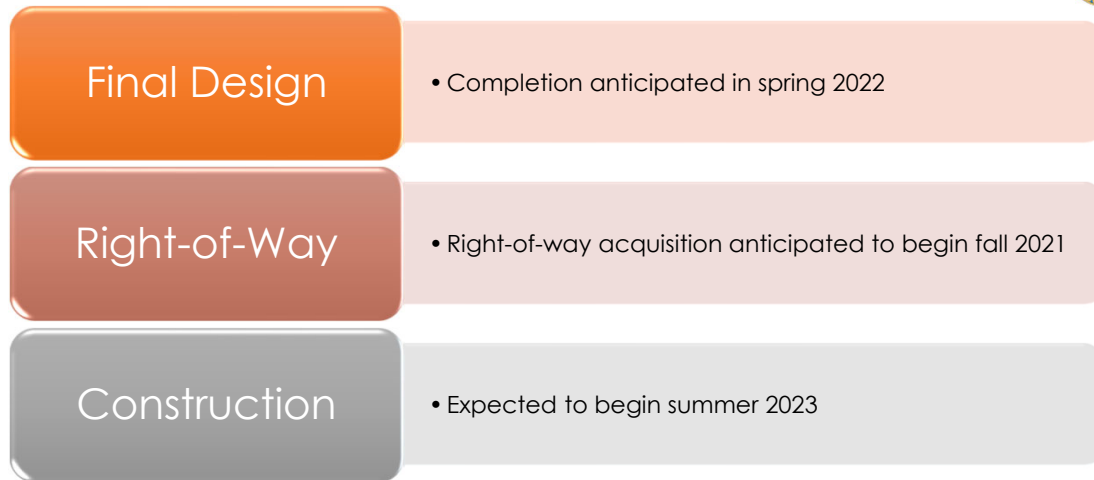 Final Design
• Completion anticipated in spring 2022
Right-of-Way
• Right-of-way acquisition anticipated to begin fall 2021
Construction
• Expected to begin summer 2023